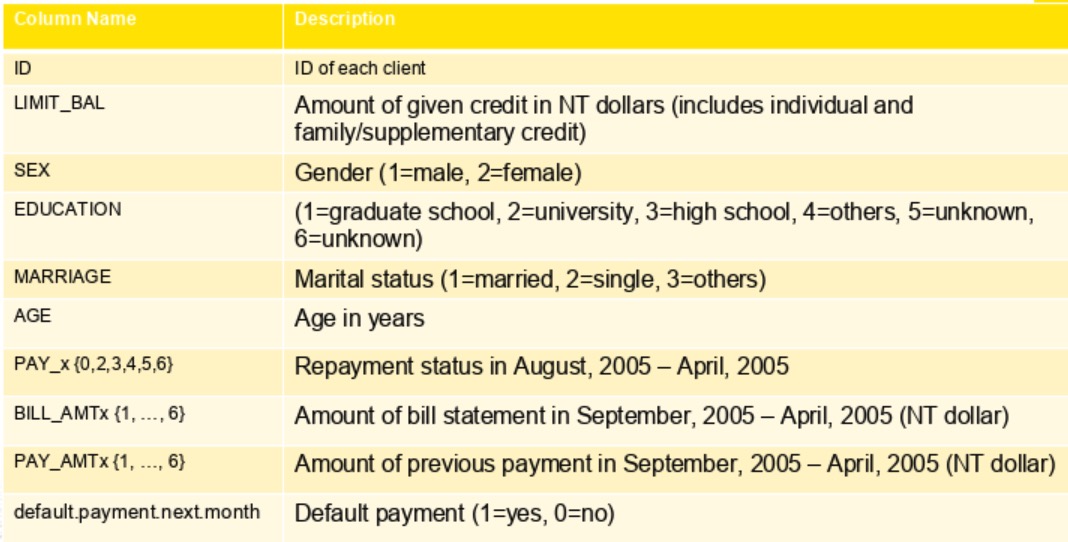 Column Name Description
ID ID of each client
LIMIT_BAL Amount of given credit in NT dollars (includes individual and
family/supplementary credit)
SEX Gender (1=male, 2=female)
EDUCATION (1=graduate school, 2=university, 3=high school, 4=others, 5=unknown,
6=unknown)
MARRIAGE Marital status (1=married, 2=single, 3=others)
AGE Age in years
PAY_x {0,2,3,4,5,6} Repayment status in August, 2005 – April, 2005
BILL_AMTx {1, ..., 6} Amount of bill statement in September, 2005 – April, 2005 (NT dollar)
PAY_AMTx {1, ..., 6} Amount of previous payment in September, 2005 – April, 2005 (NT dollar)
default.payment.next.month Default payment (1=yes, 0=no)